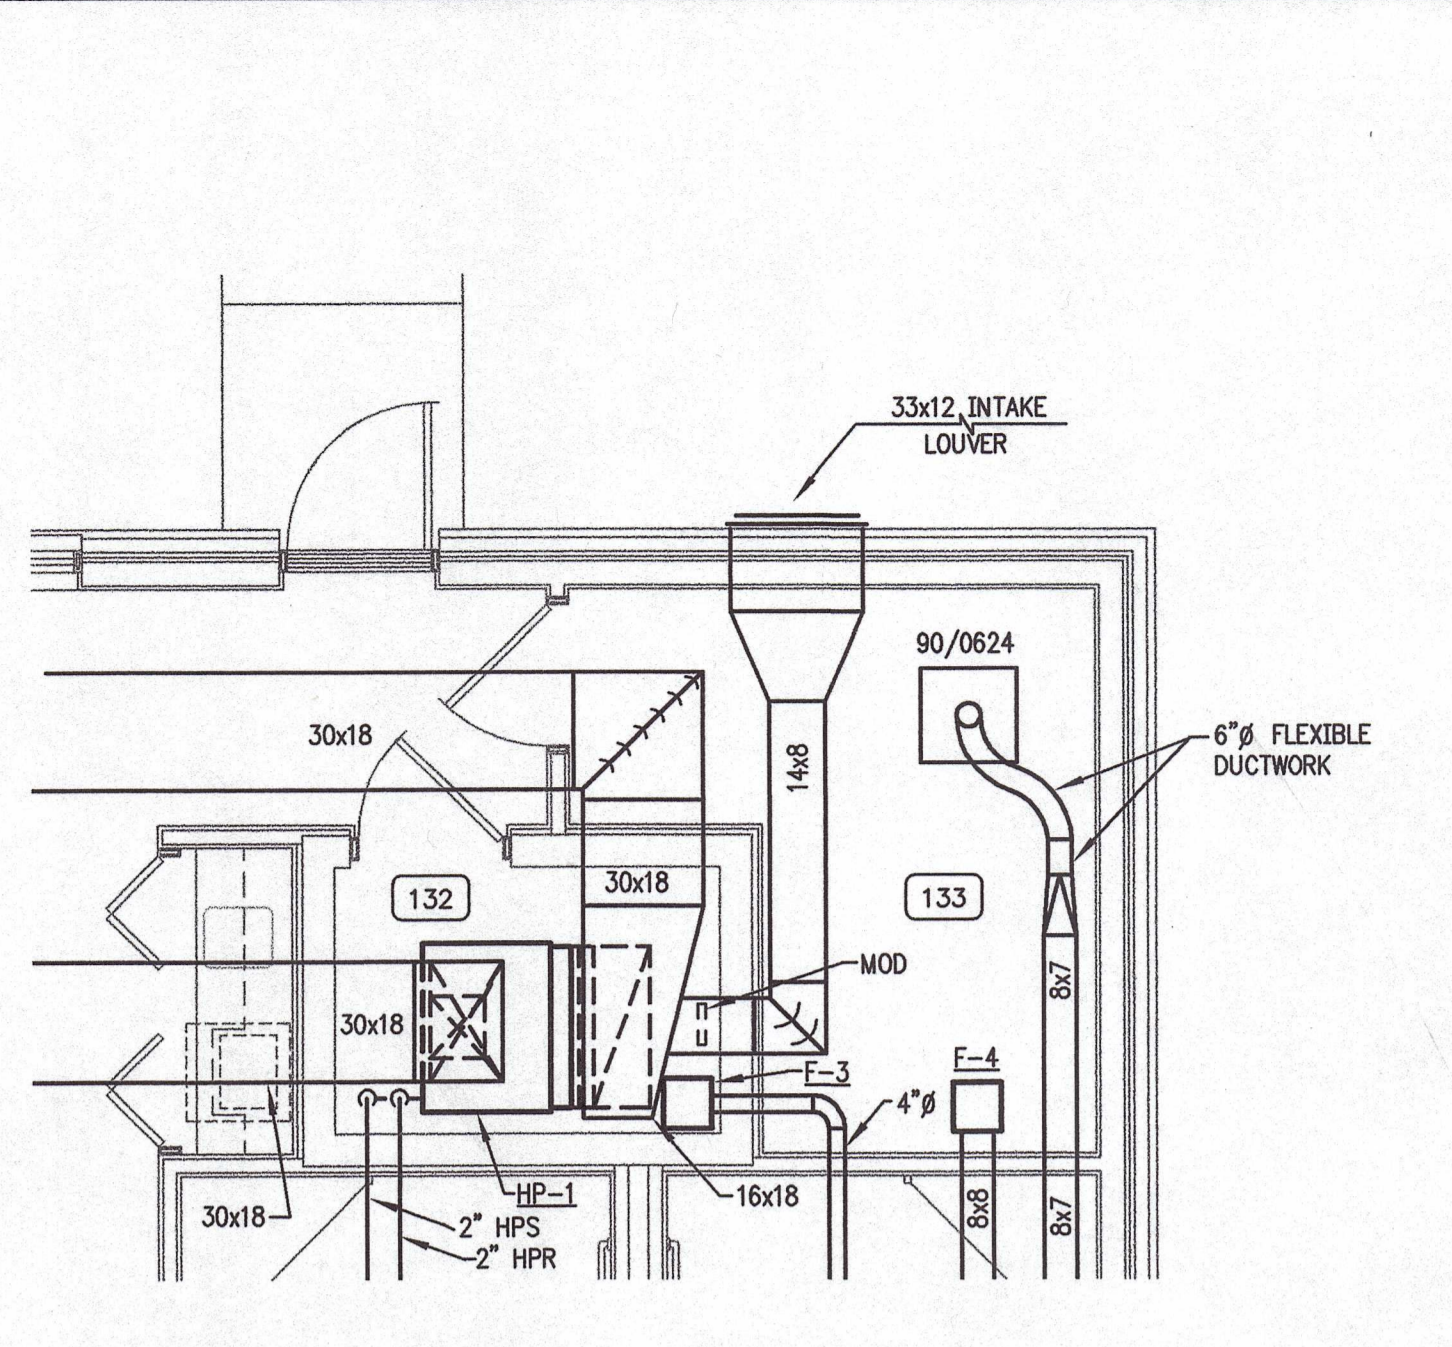 33x12 INTAKE
LOUVER
90/0624
30x18
6"Ø FLEXIBLE
DUCTWORK
14x8
30x18
132
133
MOD
8x7
30x18
F-4
F-3
4"Ø
HP-1
16x18
30x18
2" HPS
2" HPR
8x8
8x7